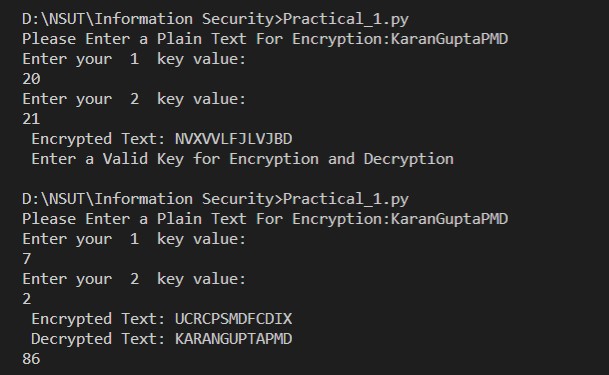 D:\NSUT\Information Security>Practical_1.py
Please Enter a Plain Text For Encryption:KaranGuptaPMD
Enter your  1  key value:
20
Enter your  2  key value:
21
 Encrypted Text: NVXVVLFJLVJBD
 Enter a Valid Key for Encryption and Decryption

D:\NSUT\Information Security>Practical_1.py
Please Enter a Plain Text For Encryption:KaranGuptaPMD
Enter your  1  key value:
7
Enter your  2  key value:
2
 Encrypted Text: UCRCPSMDFCDIX
 Decrypted Text: KARANGUPTAPMD
86